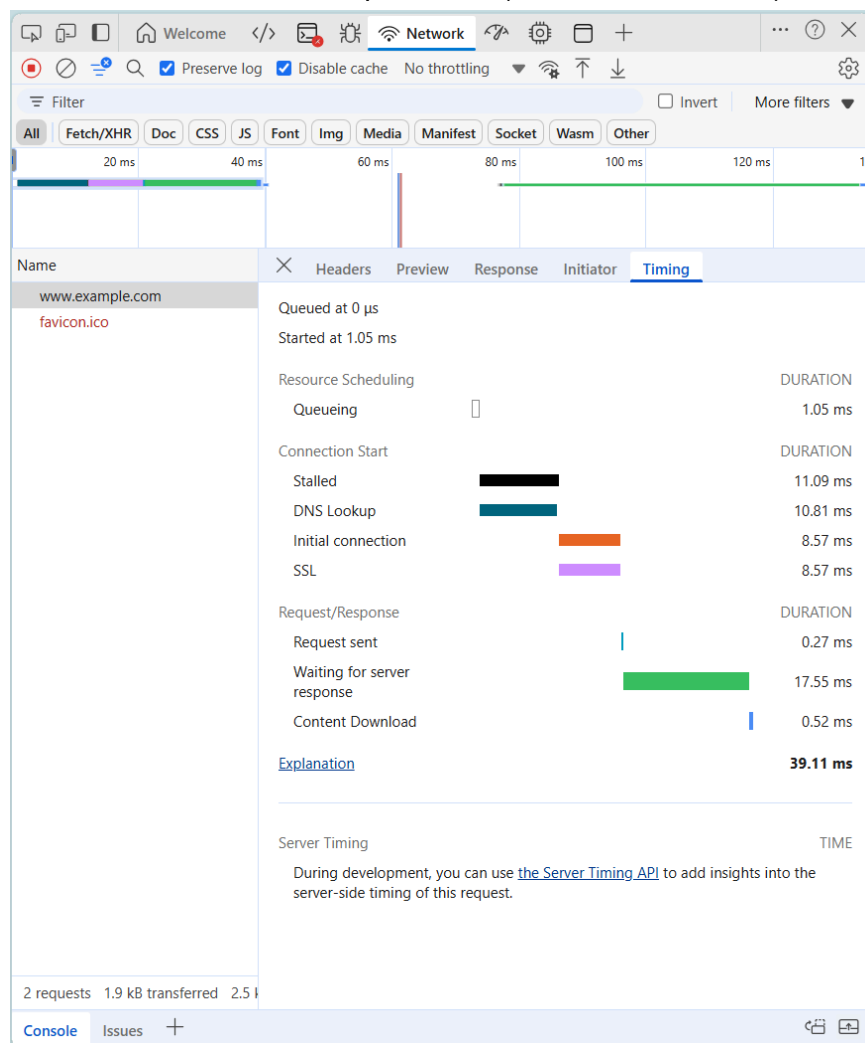 Welcome Network
Preserve log Disable cache No throttling
Filter Invert More filters
All Fetch/XHR Doc CSS JS Font Img Media Manifest Socket Wasm Other
20 ms 40 ms 60 ms 80 ms 100 ms 120 ms 1
Name
www.example.com
favicon.ico
Headers Preview Response Initiator Timing
Queued at 0 μs
Started at 1.05 ms
Resource Scheduling DURATION
Queueing 1.05 ms
Connection Start DURATION
Stalled 11.09 ms
DNS Lookup 10.81 ms
Initial connection 8.57 ms
SSL 8.57 ms
Request/Response DURATION
Request sent 0.27 ms
Waiting for server
response 17.55 ms
Content Download 0.52 ms
Explanation 39.11 ms
Server Timing TIME
During development, you can use the Server Timing API to add insights into the
server-side timing of this request.
2 requests 1.9 kB transferred 2.5
Console Issues